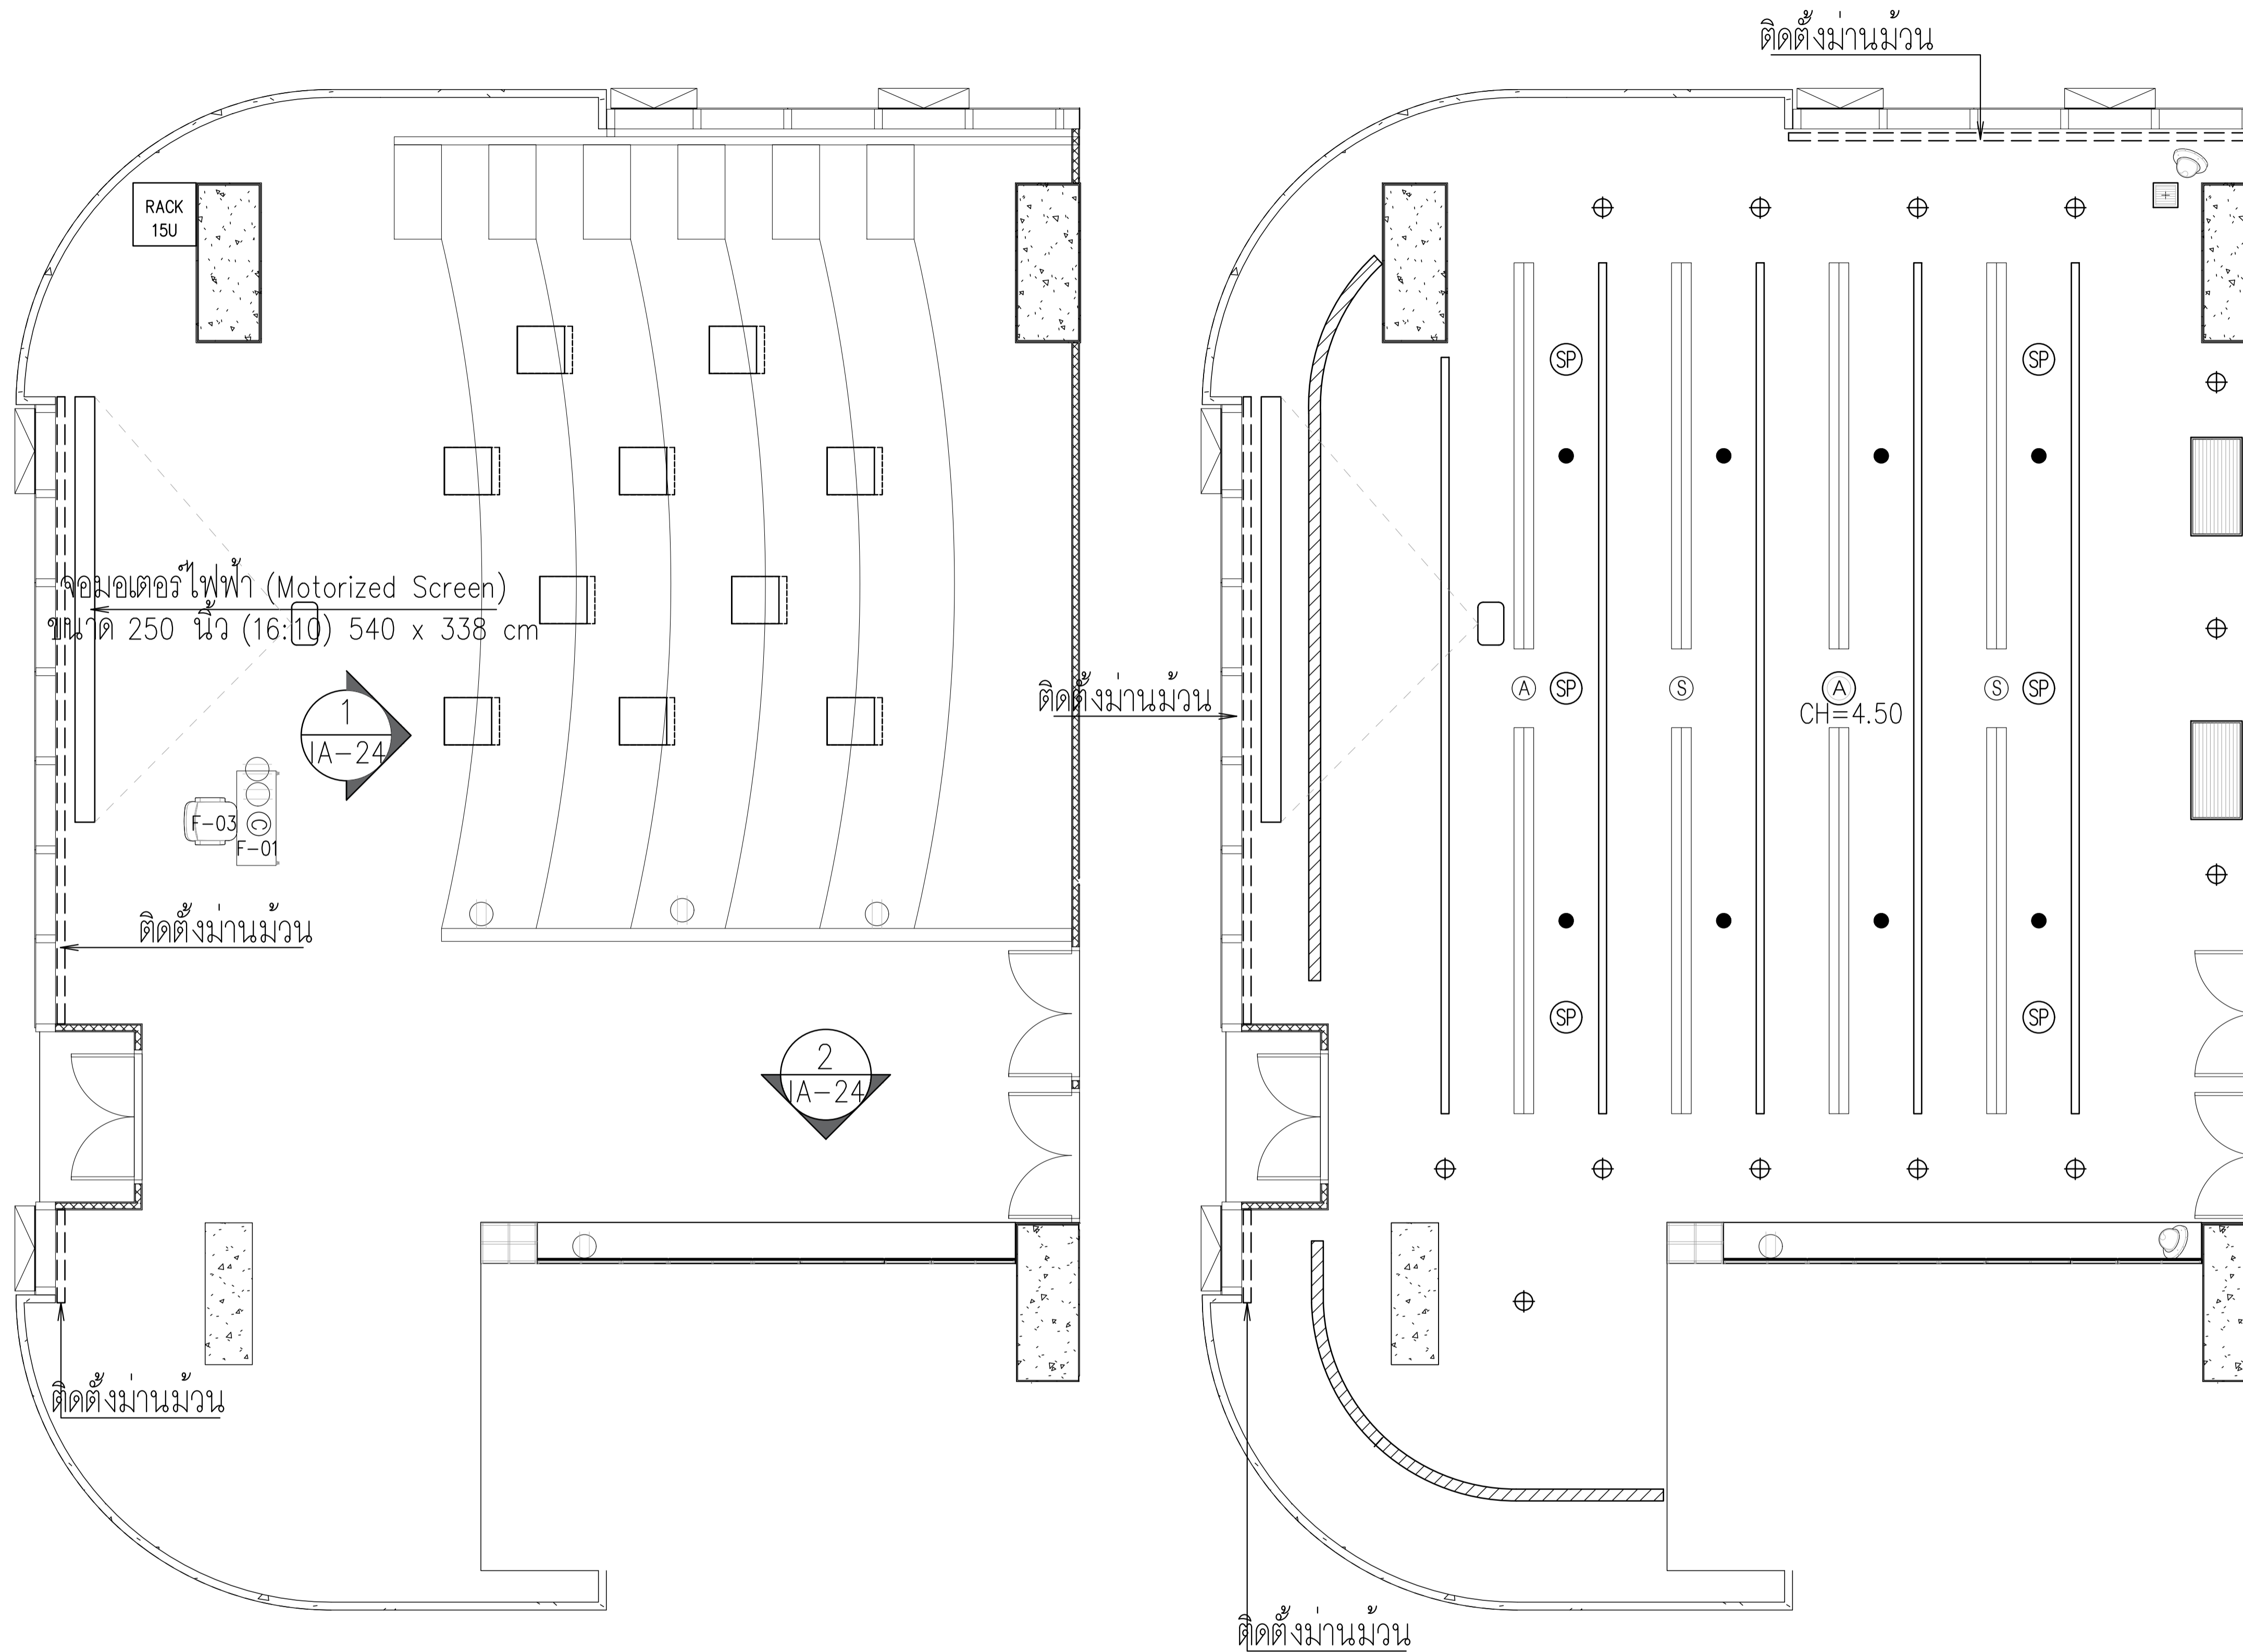 ติดตั้งม่านม้วน
RACK
15U
SP
SP
จอมอเตอร์ไฟฟ้า (Motorized Screen)
ขนาด 250 นิ้ว (16:10) 540 x 338 cm
1
IA-24
ติดตั้งม่านม้วน
A
SP
S
A
S
SP
CH=4.50
F-03
C
F-01
ติดตั้งม่านม้วน
SP
SP
2
IA-24
ติดตั้งม่านม้วน
ติดตั้งม่านม้วน